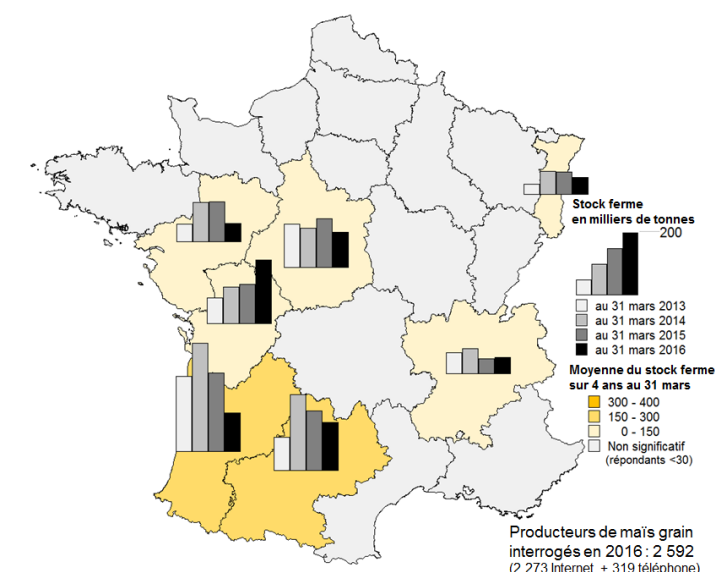 Stock ferme
en milliers de tonnes
200
au 31 mars 2013
au 31 mars 2014
au 31 mars 2015
au 31 mars 2016
Moyenne du stock ferme
sur 4 ans au 31 mars
300 - 400
150 - 300
0 - 150
Non significatif
(répondants <30)
Producteurs de maïs grain
interrogés en 2016 : 2 592
(2 273 Internet + 319 téléphone)